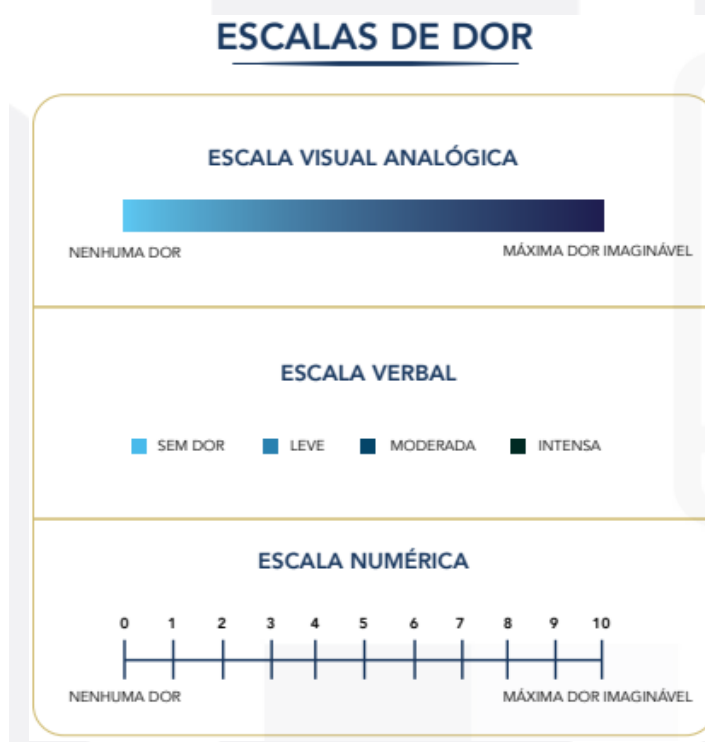 ESCALAS DE DOR
ESCALA VISUAL ANALÓGICA
NENHUMA DOR MÁXIMA DOR IMAGINÁVEL
ESCALA VERBAL
SEM DOR LEVE MODERADA INTENSA
ESCALA NUMÉRICA
0 1 2 3 4 5 6 7 8 9 10
NENHUMA DOR MÁXIMA DOR IMAGINÁVEL